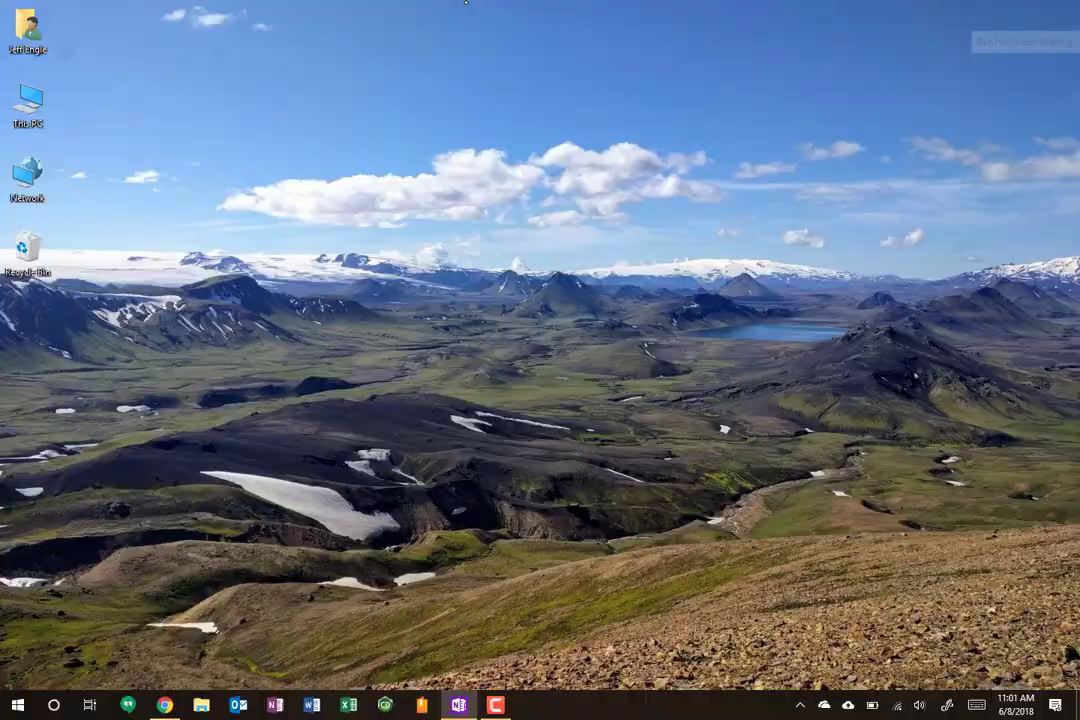 Jeff Engle
This PC
Network
Recycle Bin
11:01 AM
6/8/2018